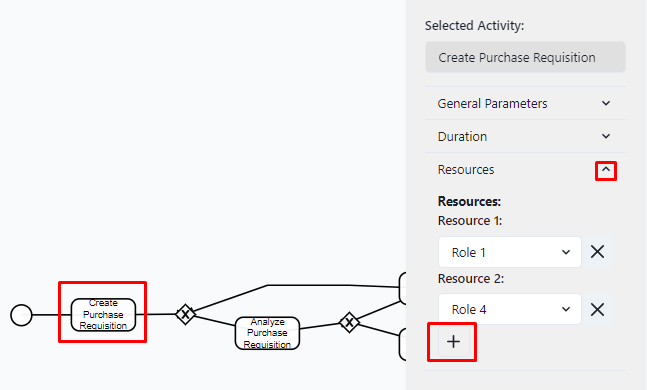 Selected Activity:
Create Purchase Requisition
General Parameters
Duration
Resources
Resources:
Resource 1:
Role 1
Resource 2:
Role 4
Create
Purchase
Requisition
Analyze
Purchase
Requisition